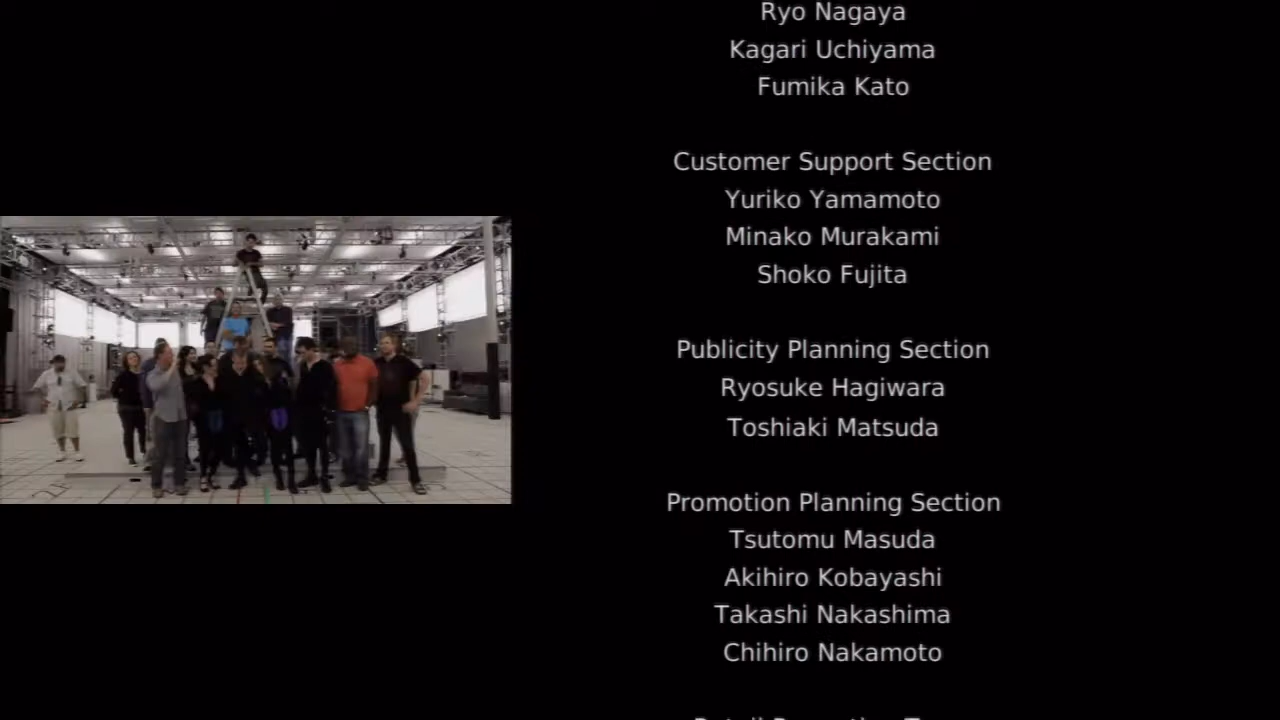 Ryo Nagaya
Kagari Uchiyama
Fumika Kato
Customer Support Section
Yuriko Yamamoto
Minako Murakami
Shoko Fujita
Publicity Planning Section
Ryosuke Hagiwara
Toshiaki Matsuda
Promotion Planning Section
Tsutomu Masuda
Akihiro Kobayashi
Takashi Nakashima
Chihiro Nakamoto